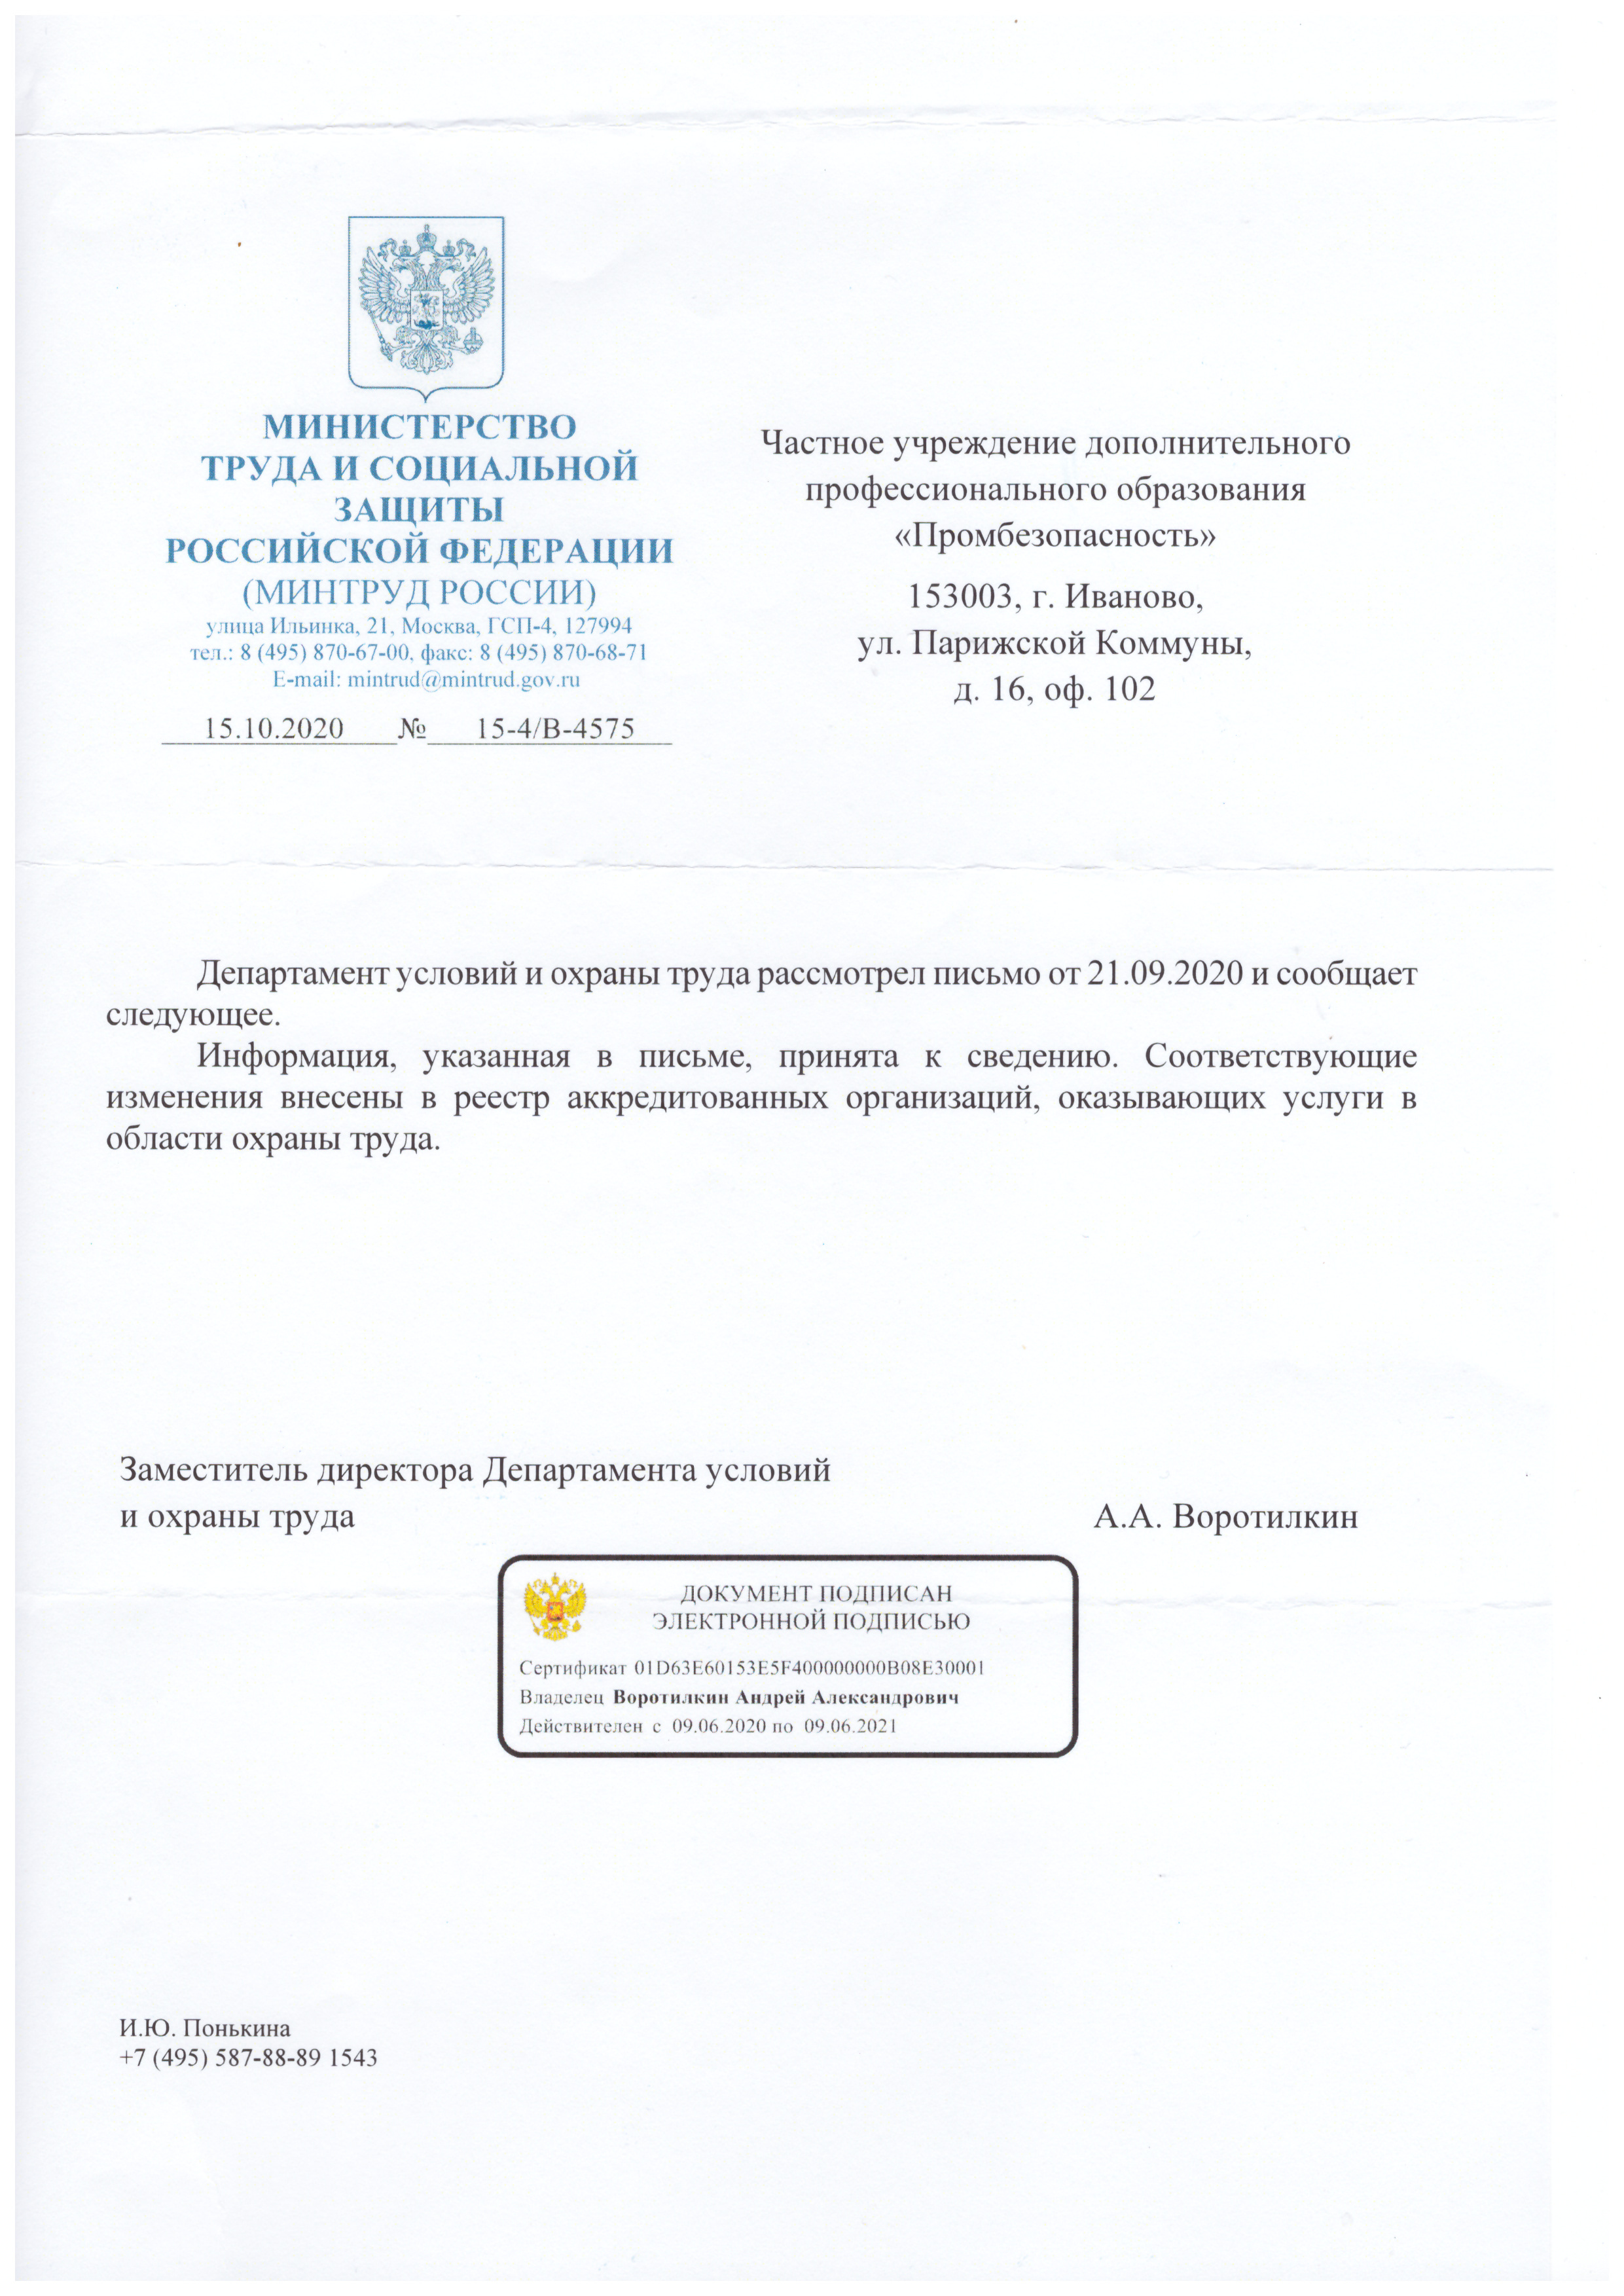 МИНИСТЕРСТВО
ТРУДА И СОЦИАЛЬНОЙ
ЗАЩИТЫ
РОССИЙСКОЙ ФЕДЕРАЦИИ
(МИНТРУД РОССИИ)
улица Ильинка, 21, Москва, ГСП-4, 127994
тел.: 8 (495) 870-67-00, факс: 8 (495) 870-68-71
E-mail: mintrud@mintrud.gov.ru
15.10.2020 № 15-4/В-4575
Частное учреждение дополнительного
профессионального образования
«Промбезопасность»
153003, г. Иваново,
ул. Парижской Коммуны,
д. 16, оф. 102
Департамент условий и охраны труда рассмотрел письмо от 21.09.2020 и сообщает
следующее.
Информация, указанная в письме, принята к сведению. Соответствующие
изменения внесены в реестр аккредитованных организаций, оказывающих услуги в
области охраны труда.
Заместитель директора Департамента условий
и охраны труда А.А. Воротилкин
ДОКУМЕНТ ПОДПИСАН
ЭЛЕКТРОННОЙ ПОДПИСЬЮ
Сертификат 01D63E60153E5F400000000B08E30001
Владелец Воротилкин Андрей Александрович
Действителен с 09.06.2020 по 09.06.2021
И.Ю. Понькина
+7 (495) 587-88-89 1543